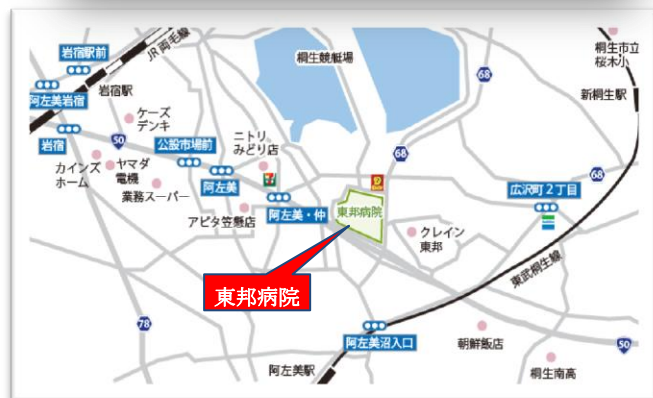 岩宿駅前
JR 両毛線
桐生競艇場
桐生市立
桜木小
68
阿左美岩宿
岩宿駅
新桐生駅
ケーズ
デンキ
岩宿
50
公設市場前
ニトリ
みどり店
68
カインズ
ホーム
ヤマダ
電機
阿左美
広沢町2丁目
業務スーパー
アピタ笠懸店
阿左美・仲
東邦病院
クレイン
東邦
東武桐生線
東邦病院
78
阿左美沼入口
朝鮮飯店
50
阿左美駅
桐生南高